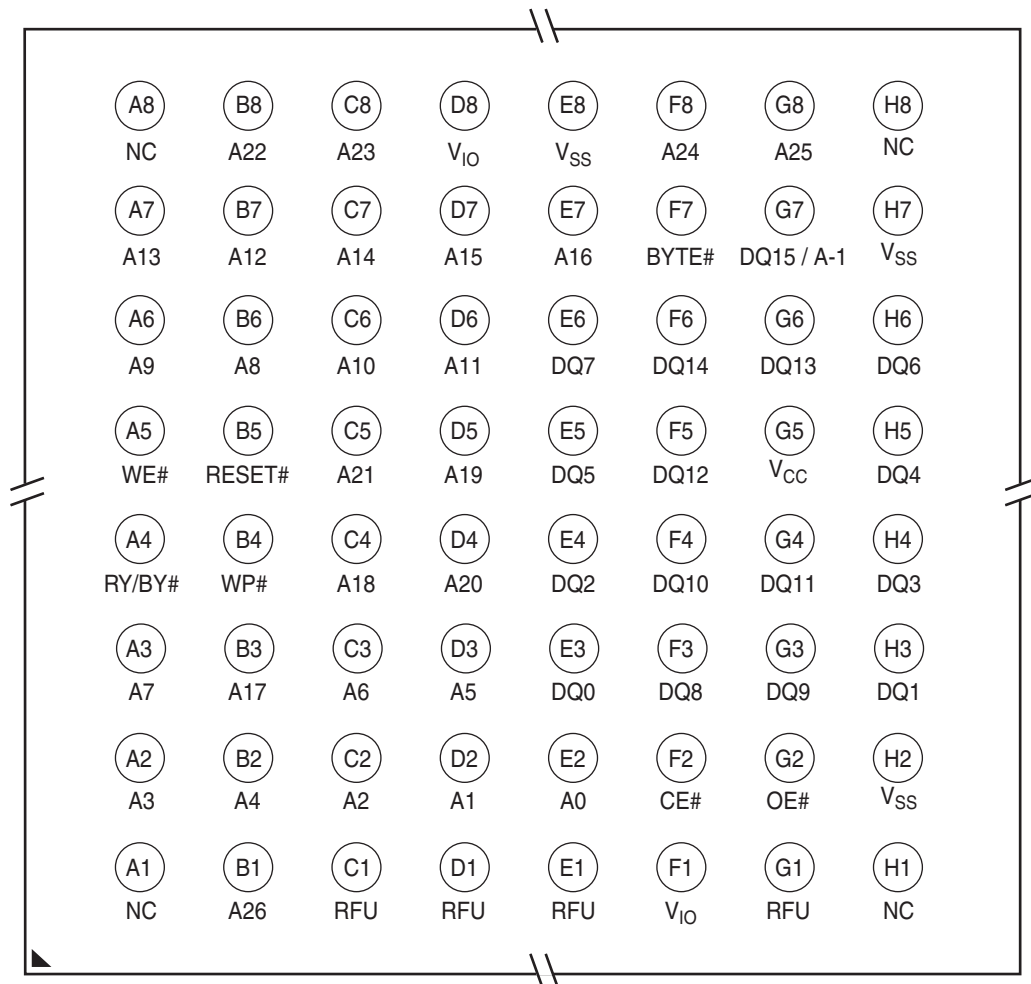 A8 B8 C8 D8 E8 F8 G8 H8
NC A22 A23 VIO VSS A24 A25 NC
A7 B7 C7 D7 E7 F7 G7 H7
A13 A12 A14 A15 A16 BYTE# DQ15 / A-1 VSS
A6 B6 C6 D6 E6 F6 G6 H6
A9 A8 A10 A11 DQ7 DQ14 DQ13 DQ6
A5 B5 C5 D5 E5 F5 G5 H5
WE# RESET# A21 A19 DQ5 DQ12 VCC DQ4
A4 B4 C4 D4 E4 F4 G4 H4
RY/BY# WP# A18 A20 DQ2 DQ10 DQ11 DQ3
A3 B3 C3 D3 E3 F3 G3 H3
A7 A17 A6 A5 DQ0 DQ8 DQ9 DQ1
A2 B2 C2 D2 E2 F2 G2 H2
A3 A4 A2 A1 A0 CE# OE# VSS
A1 B1 C1 D1 E1 F1 G1 H1
NC A26 RFU RFU RFU VIO RFU NC